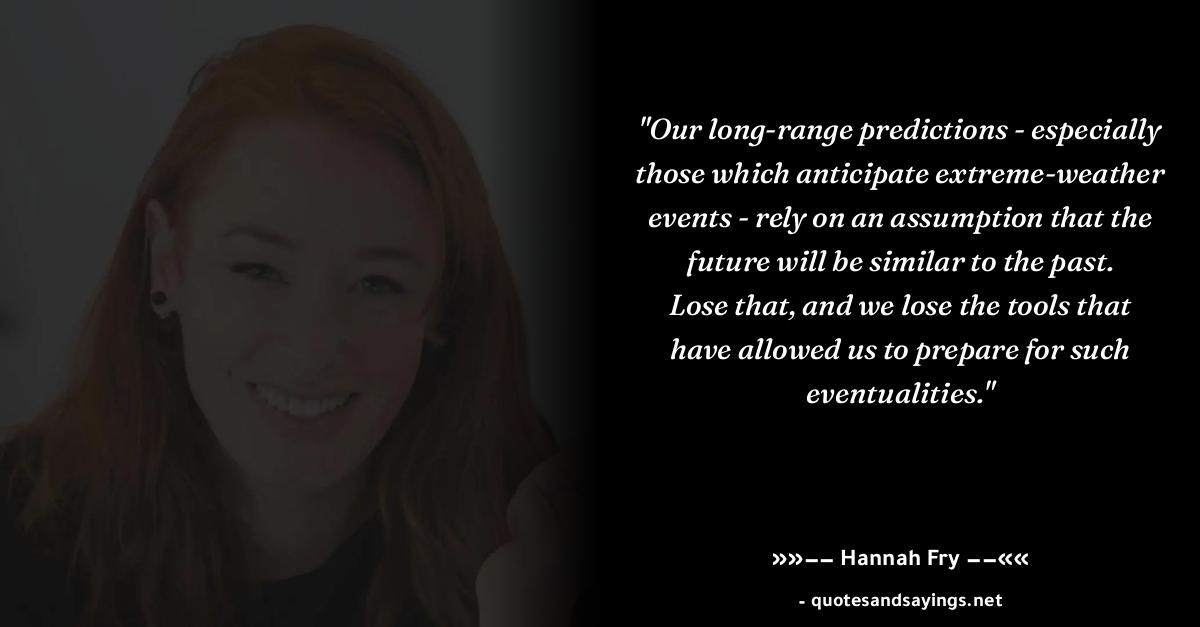 "Our long-range predictions - especially
those which anticipate extreme-weather
events - rely on an assumption that the
future will be similar to the past.
Lose that, and we lose the tools that
have allowed us to prepare for such
eventualities."
»»–– Hannah Fry ––««
- quotesandsayings.net